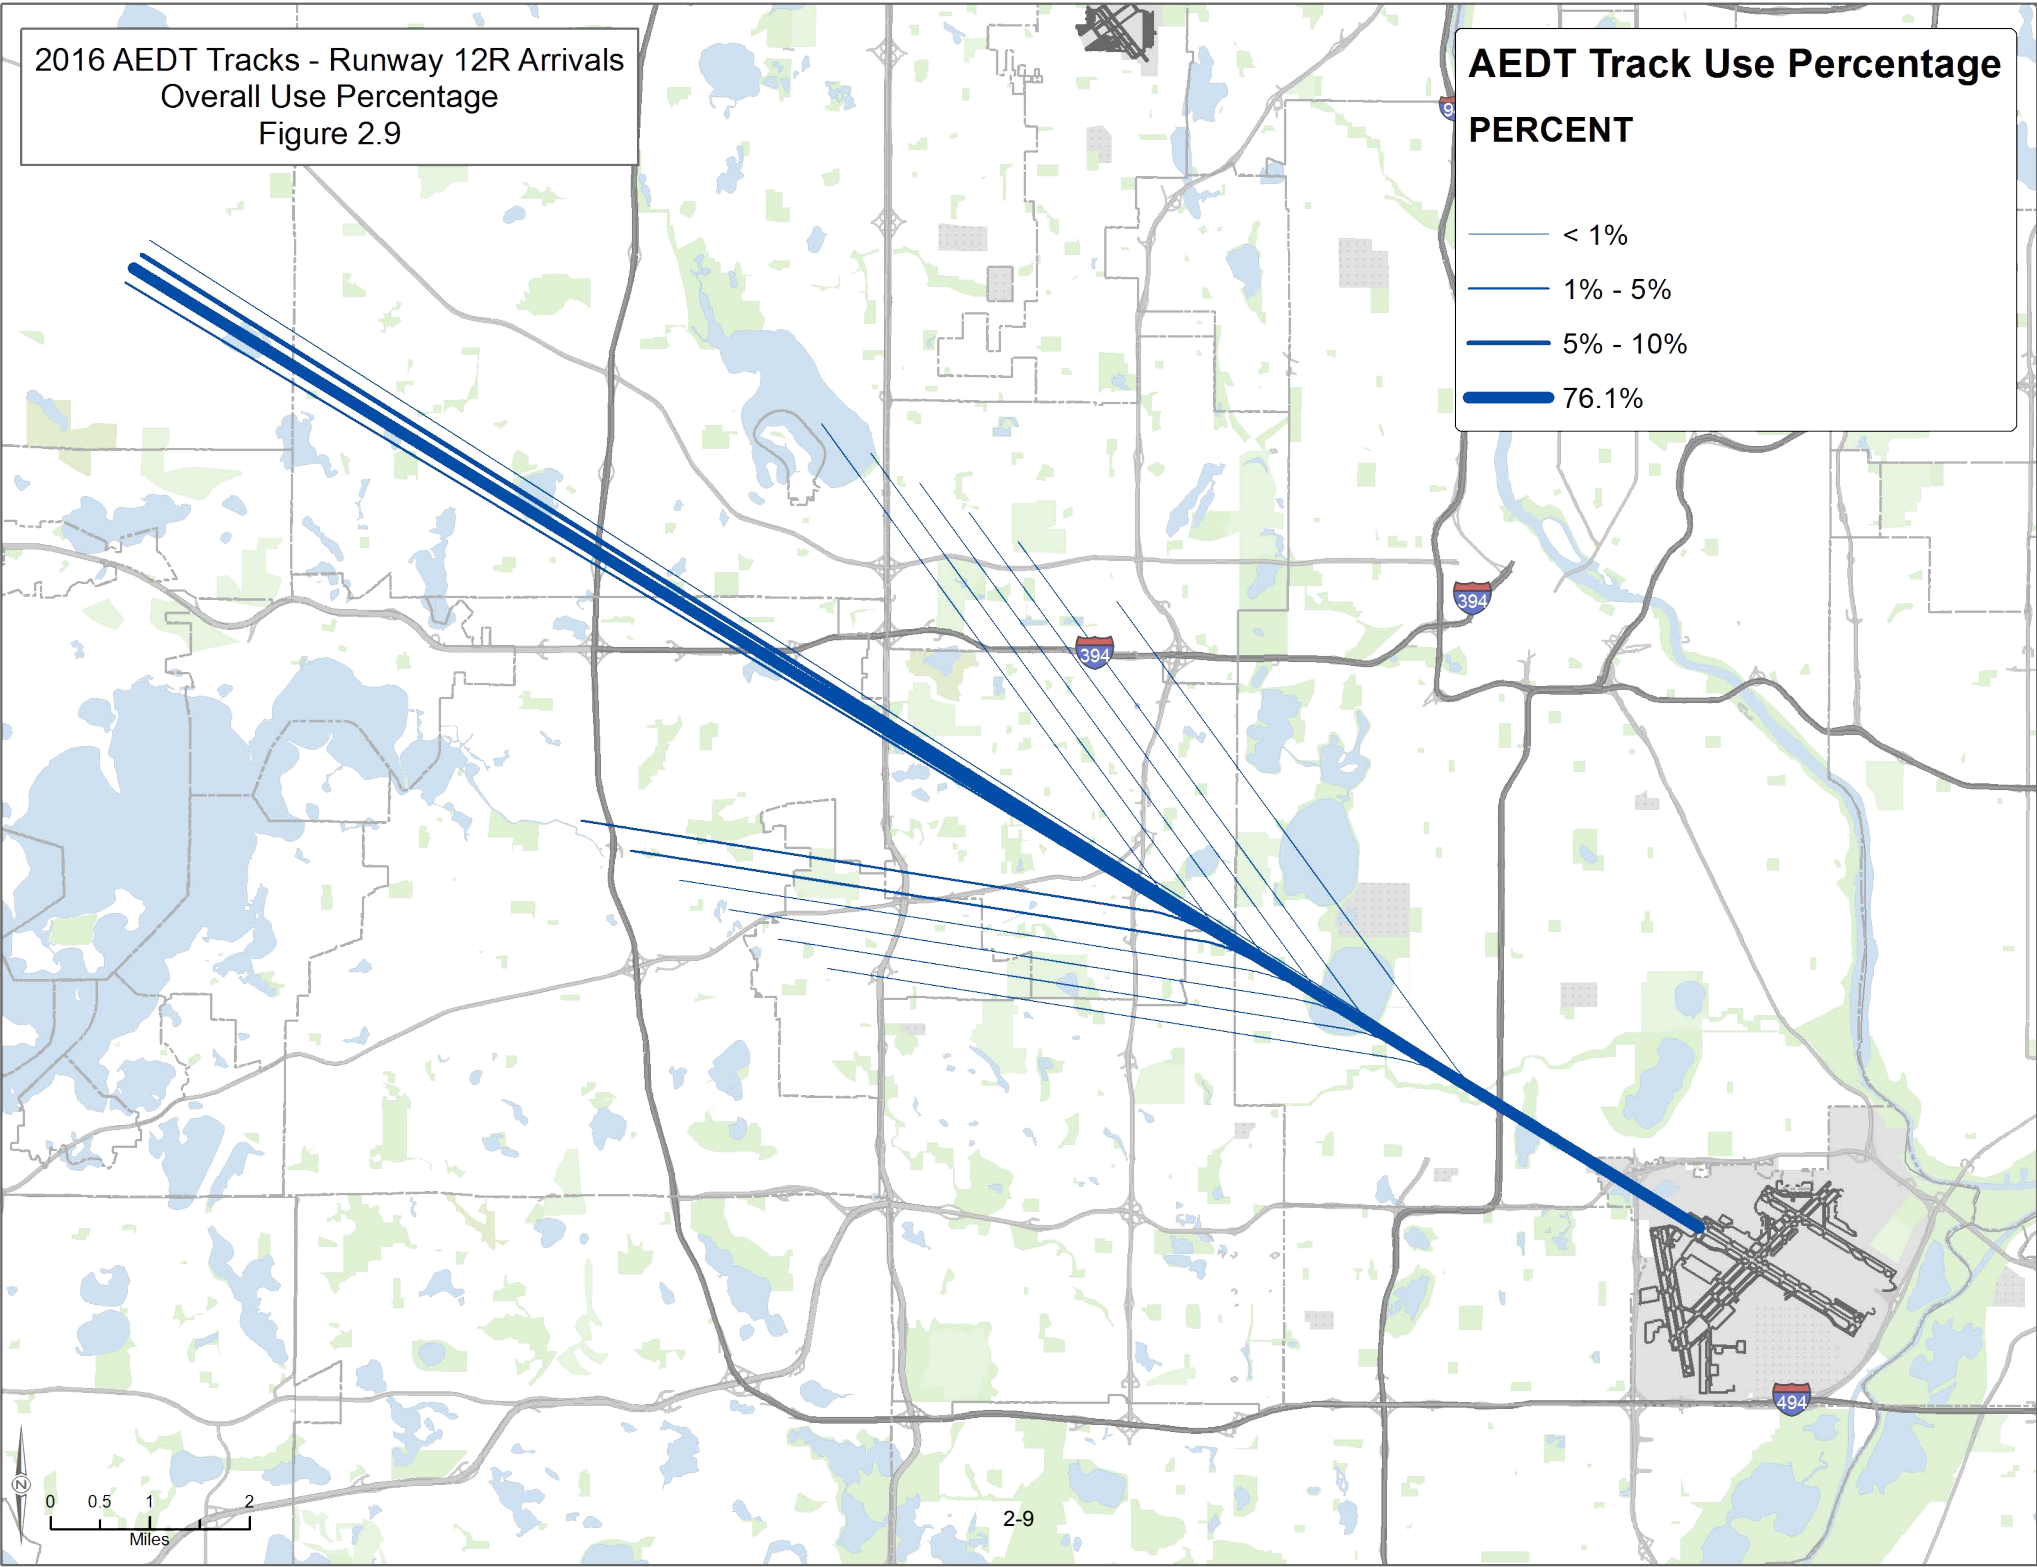 2016 AEDT Tracks - Runway 12R Arrivals
Overall Use Percentage
Figure 2.9
AEDT Track Use Percentage
PERCENT
< 1%
1% - 5%
5% - 10%
76.1%
394
394
494
N
0 0.5 1 2
Miles
2-9